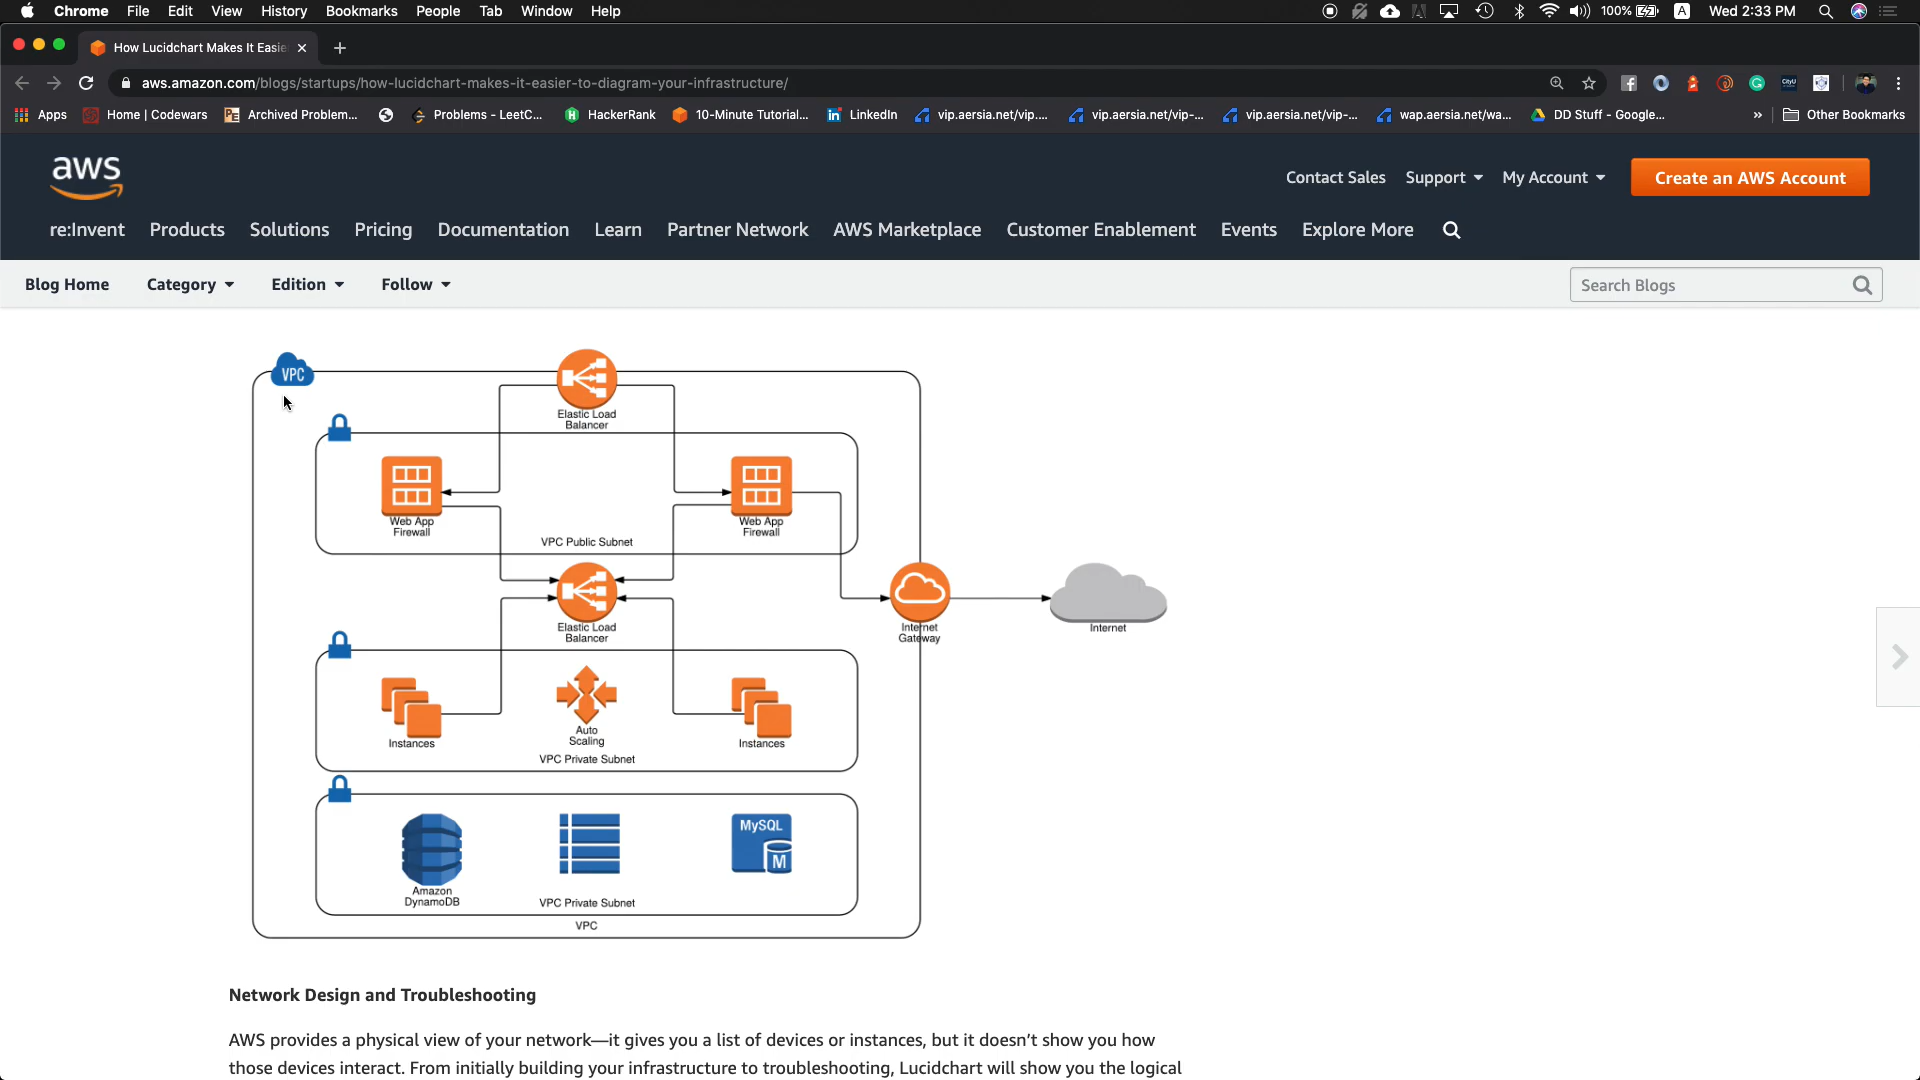 Chrome File Edit View History Bookmarks People Tab Window Help 100% A Wed 2:33 PM
How Lucidchart Makes It Easie
aws.amazon.com/blogs/startups/how-lucidchart-makes-it-easier-to-diagram-your-infrastructure/
Apps Home | Codewars Archived Problem... Problems - LeetC... HackerRank 10-Minute Tutorial... LinkedIn vip.aersia.net/vip.... vip.aersia.net/vip-... vip.aersia.net/vip-... wap.aersia.net/wa... DD Stuff - Google... » Other Bookmarks
aws
Contact Sales Support My Account Create an AWS Account
re:Invent Products Solutions Pricing Documentation Learn Partner Network AWS Marketplace Customer Enablement Events Explore More
Blog Home Category Edition Follow Search Blogs
VPC
Elastic Load
Balancer
Web App
Firewall
Web App
Firewall
VPC Public Subnet
Elastic Load
Balancer
Internet
Gateway
Internet
Instances
Auto
Scaling
Instances
VPC Private Subnet
MySQL
M
Amazon
DynamoDB
VPC Private Subnet
VPC
Network Design and Troubleshooting
AWS provides a physical view of your network—it gives you a list of devices or instances, but it doesn't show you how
those devices interact. From initially building your infrastructure to troubleshooting, Lucidchart will show you the logical